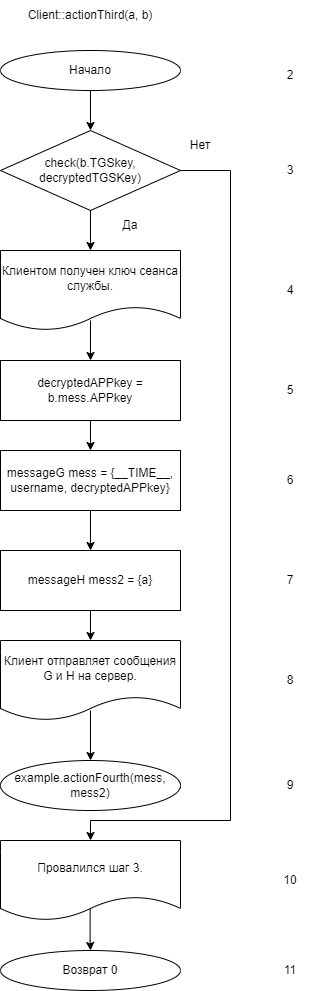 Client::actionThird(a, b)
Начало
2
Нет
check(b.TGSkey,
decryptedTGSKey)
3
Да
Клиентом получен ключ сеанса
службы.
4
decryptedAPPkey =
b.mess.APPkey
5
messageG mess = {__TIME__,
username, decryptedAPPkey}
6
messageH mess2 = {a}
7
Клиент отправляет сообщения
G и H на сервер.
8
example.actionFourth(mess,
mess2)
9
Провалился шаг 3.
10
Возврат 0
11